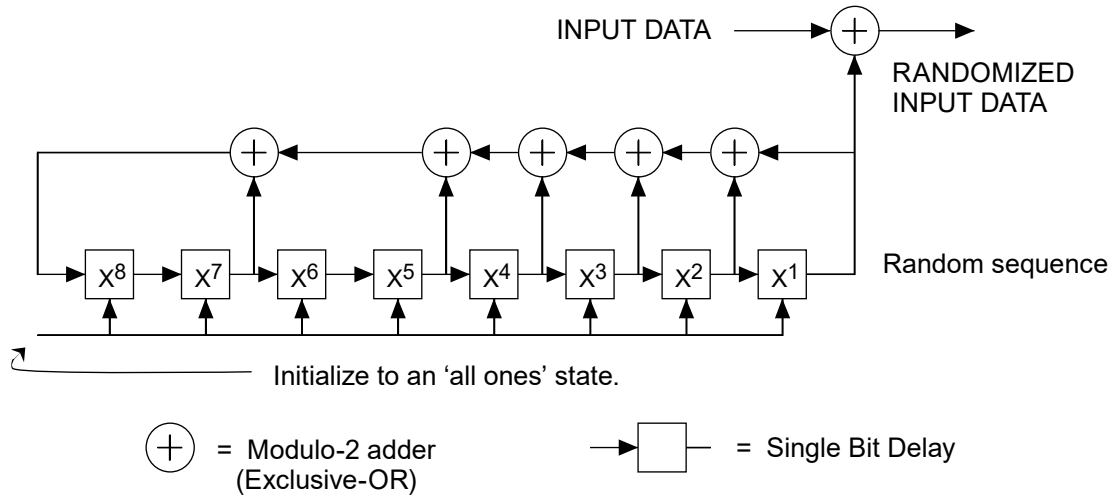 INPUT DATA
RANDOMIZED
INPUT DATA
X8 X7 X6 X5 X4 X3 X2 X1
Random sequence
Initialize to an ‘all ones’ state.
= Modulo-2 adder
(Exclusive-OR)
= Single Bit Delay